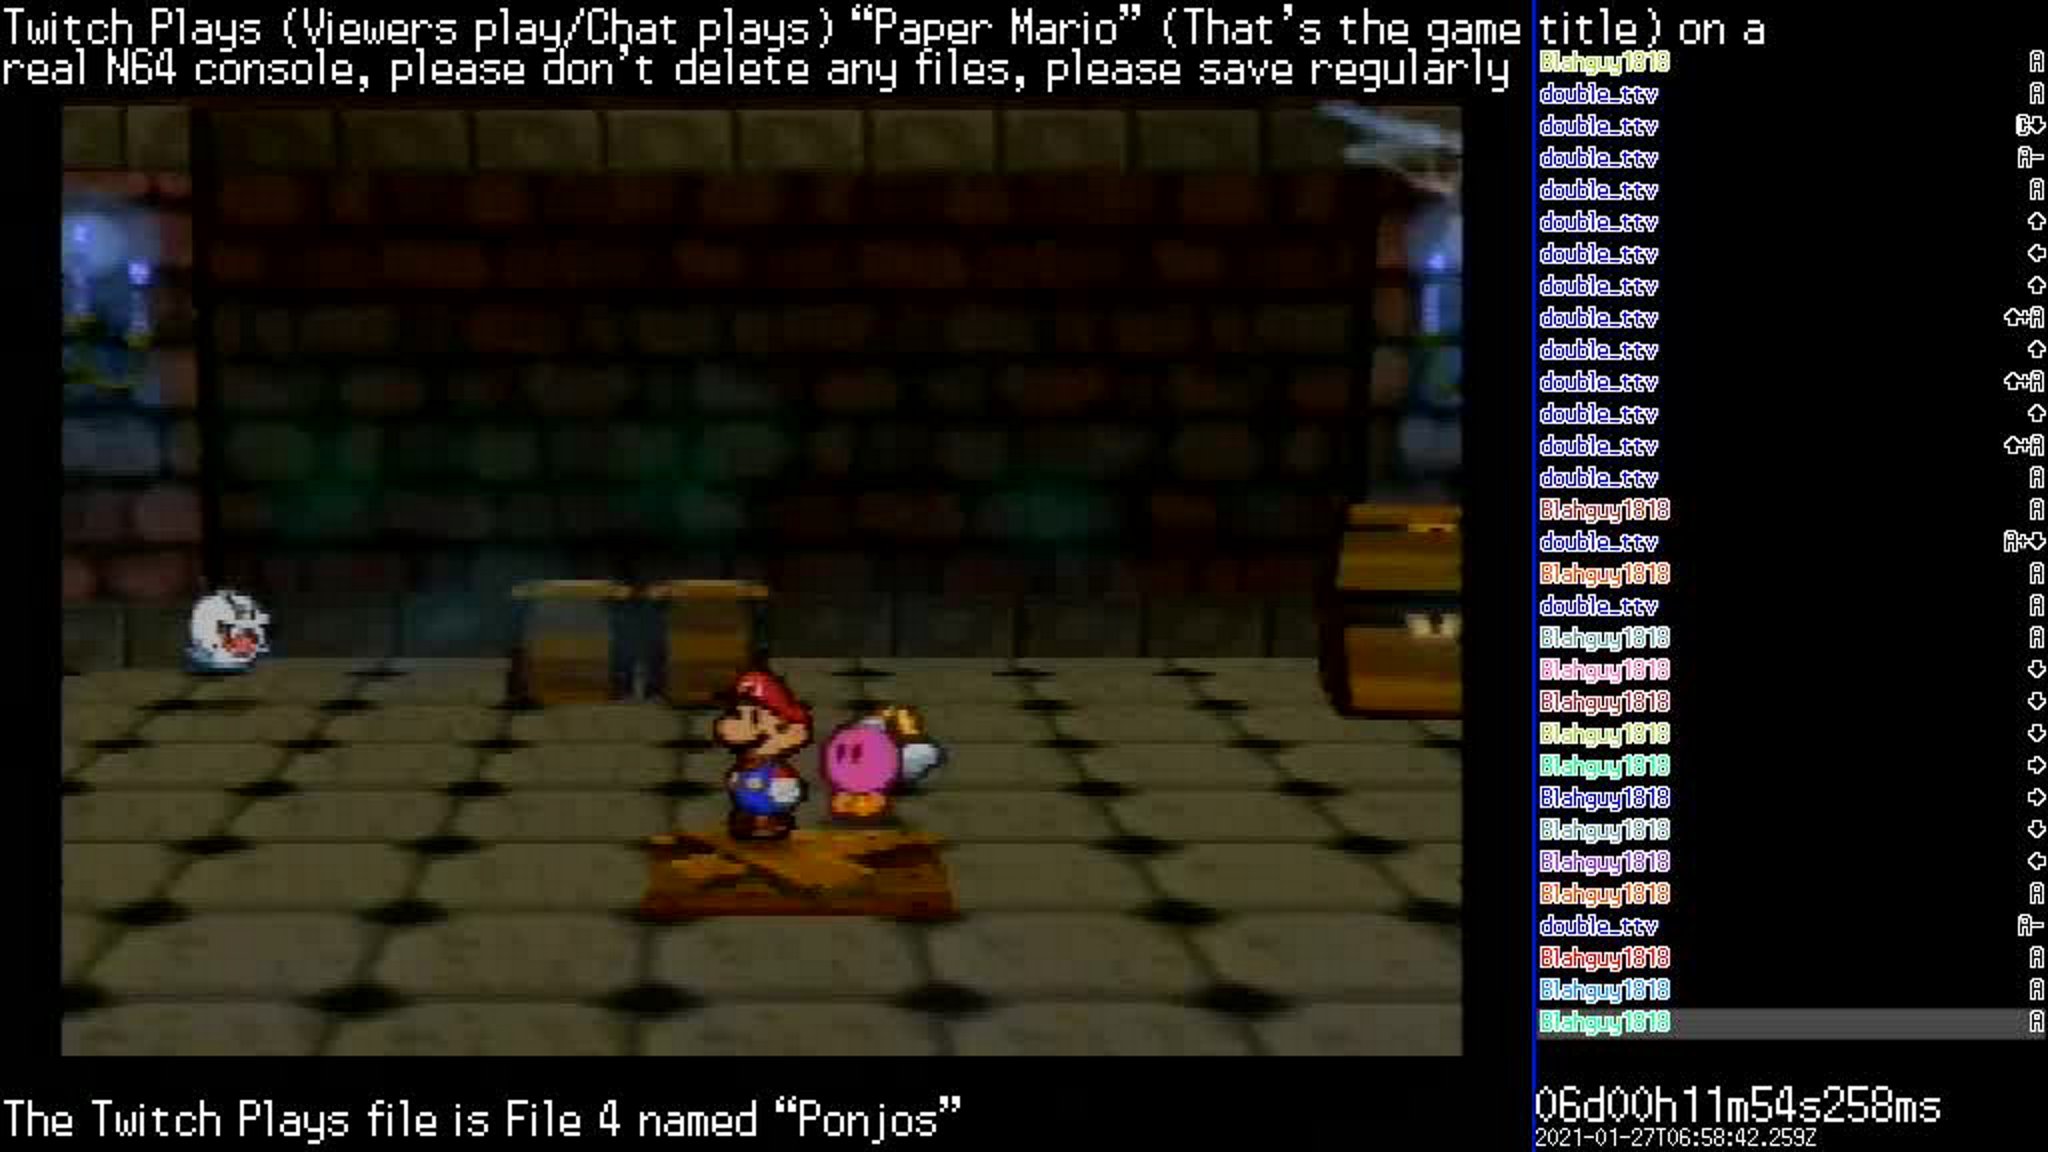 Twitch Plays (Viewers play/Chat plays) “Paper Mario” (That's the game title) on a
real N64 console, please don't delete any files, please save regularly
Blahguy1818 A
double_ttv A
double_ttv C⬇
double_ttv A-
double_ttv A
double_ttv ⬆
double_ttv ⬅
double_ttv ⬆
double_ttv ⬆+A
double_ttv ⬆
double_ttv ⬆+A
double_ttv ⬆
double_ttv ⬆+A
double_ttv A
Blahguy1818 A
double_ttv A+⬇
Blahguy1818 A
double_ttv A
Blahguy1818 A
Blahguy1818 ⬇
Blahguy1818 ⬇
Blahguy1818 ⬇
Blahguy1818 ➡
Blahguy1818 ➡
Blahguy1818 ⬇
Blahguy1818 ⬅
Blahguy1818 A
double_ttv A-
Blahguy1818 A
Blahguy1818 A
Blahguy1818 A
The Twitch Plays file is File 4 named “Ponjos”
06d00h11m54s258ms
2021-01-27T06:58:42.259Z